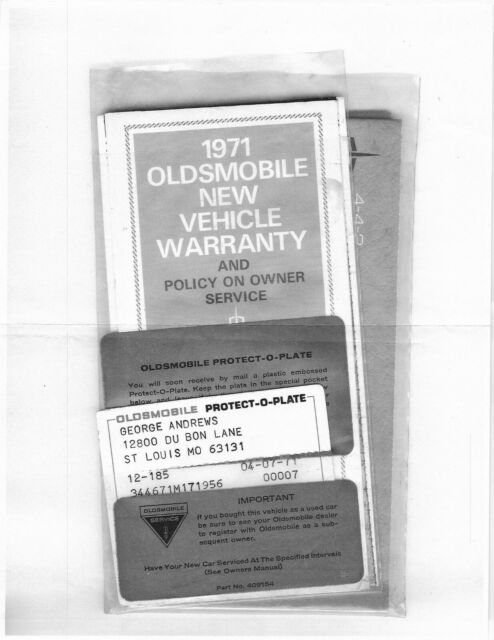 1971
OLDSMOBILE
NEW
VEHICLE
WARRANTY
AND
POLICY ON OWNER
SERVICE
OLDSMOBILE PROTECT-O-PLATE
You will soon receive by mail a plastic embossed
Protect-O-Plate. Keep the plate in the special pocket
below and
OLDSMOBILE PROTECT-O-PLATE
GEORGE ANDREWS
12800 DU BON LANE
ST LOUIS MO 63131
12-185 04-07-71
344671M171956 00007
OLDSMOBILE
SERVICE
IMPORTANT
If you bought this vehicle as a used car
be sure to see your Oldsmobile dealer
to register with Oldsmobile as a sub-
sequent owner.
Have Your New Car Serviced At The Specified Intervals
(See Owners Manual)
Part No. 409154